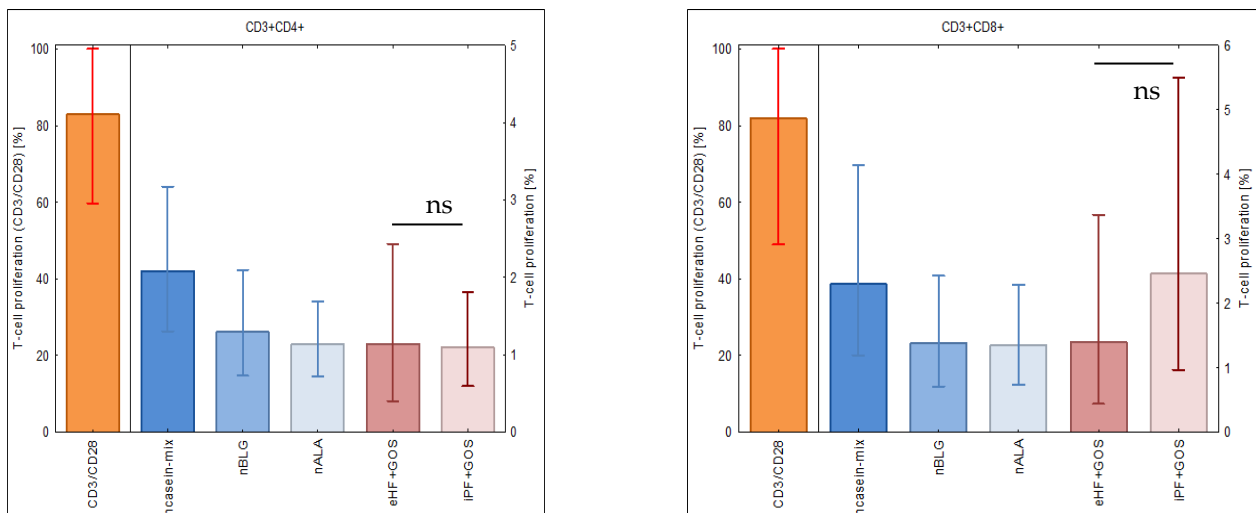 CD3+CD4+
T-cell proliferation (CD3/CD28) [%]
100
80
60
40
20
0
5
4
3
2
1
0
T-cell proliferation [%]
ns
CD3/CD28
ncasein-mix
nBLG
nALA
eHF+GOS
iPF+GOS
CD3+CD8+
T-cell proliferation (CD3/CD28) [%]
100
80
60
40
20
0
6
5
4
3
2
1
0
T-cell proliferation [%]
ns
CD3/CD28
ncasein-mix
nBLG
nALA
eHF+GOS
iPF+GOS